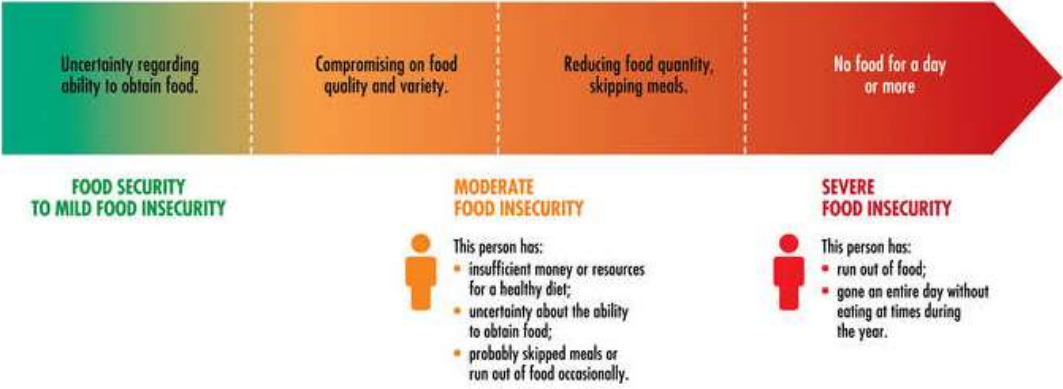 Uncertainty regarding
ability to obtain food.
Compromising on food
quality and variety.
Reducing food quantity,
skipping meals.
No food for a day
or more
FOOD SECURITY
TO MILD FOOD INSECURITY
MODERATE
FOOD INSECURITY
This person has:
• insufficient money or resources
for a healthy diet;
• uncertainty about the ability
to obtain food;
• probably skipped meals or
run out of food occasionally.
SEVERE
FOOD INSECURITY
This person has:
• run out of food;
• gone an entire day without
eating at times during
the year.